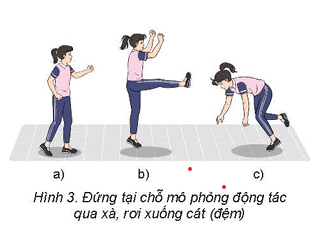 a) b) c)
Hình 3. Đứng tại chỗ mô phỏng động tác
qua xà, rơi xuống cát (đệm)